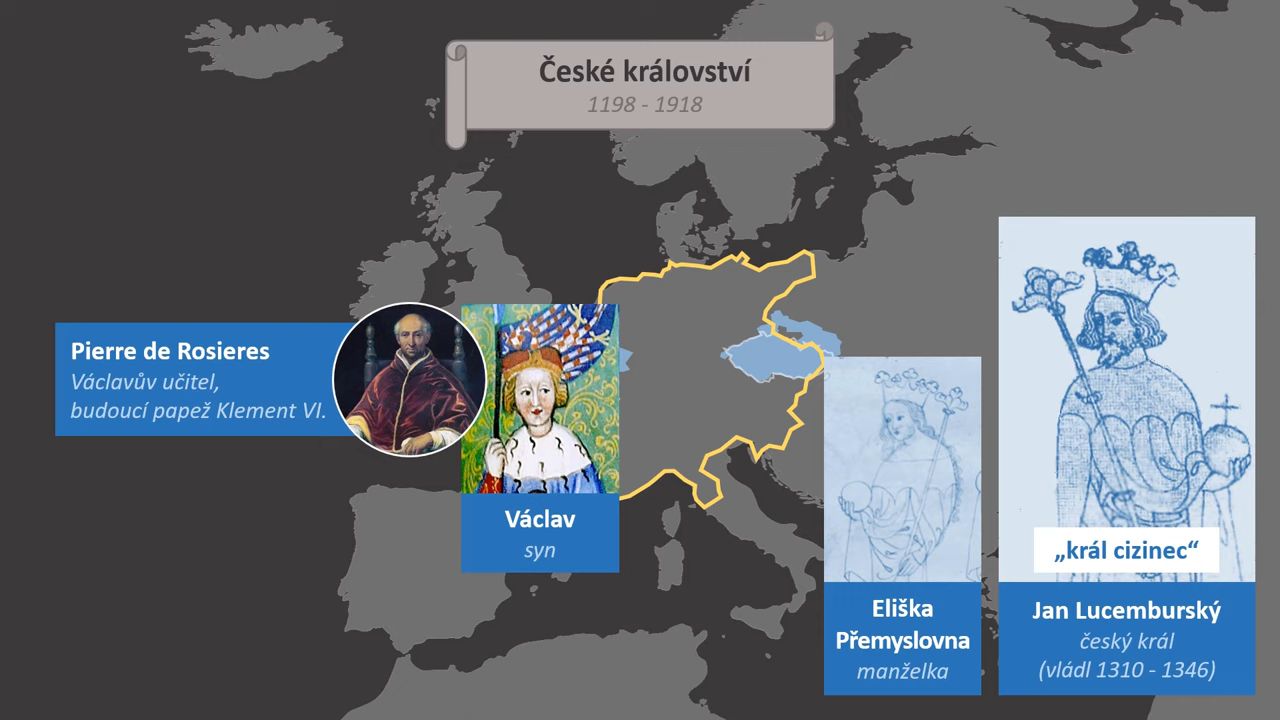 České království
1198 - 1918
Pierre de Rosieres
Václavův učitel,
budoucí papež Klement VI.
Václav
syn
Eliška
Přemyslovna
manželka
„král cizinec“
Jan Lucemburský
český král
(vládl 1310 - 1346)